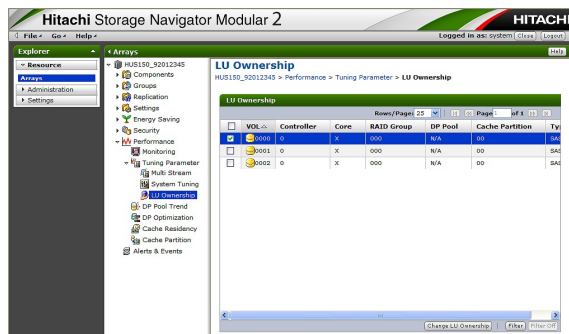 Hitachi Storage Navigator Modular 2
HITACHI
File Go Help
Logged in as: system Close Logout
Explorer
Arrays
Help
Resource
Arrays
Administration
Settings
HUS150_92012345
Components
Groups
Replication
Settings
Energy Saving
Security
Performance
Monitoring
Tuning Parameter
Multi Stream
System Tuning
LU Ownership
DP Pool Trend
DP Optimization
Cache Residency
Cache Partition
Alerts & Events
LU Ownership
HUS150_92012345 > Performance > Tuning Parameter > LU Ownership
LU Ownership
Rows/Page: 25 Page 1 of 1
VOL Controller Core RAID Group DP Pool Cache Partition Ty
0000 0 X 000 N/A 00 SAS
0001 0 X 000 N/A 00 SAS
0002 0 X 000 N/A 00 SAS
Change LU Ownership | Filter Filter Off